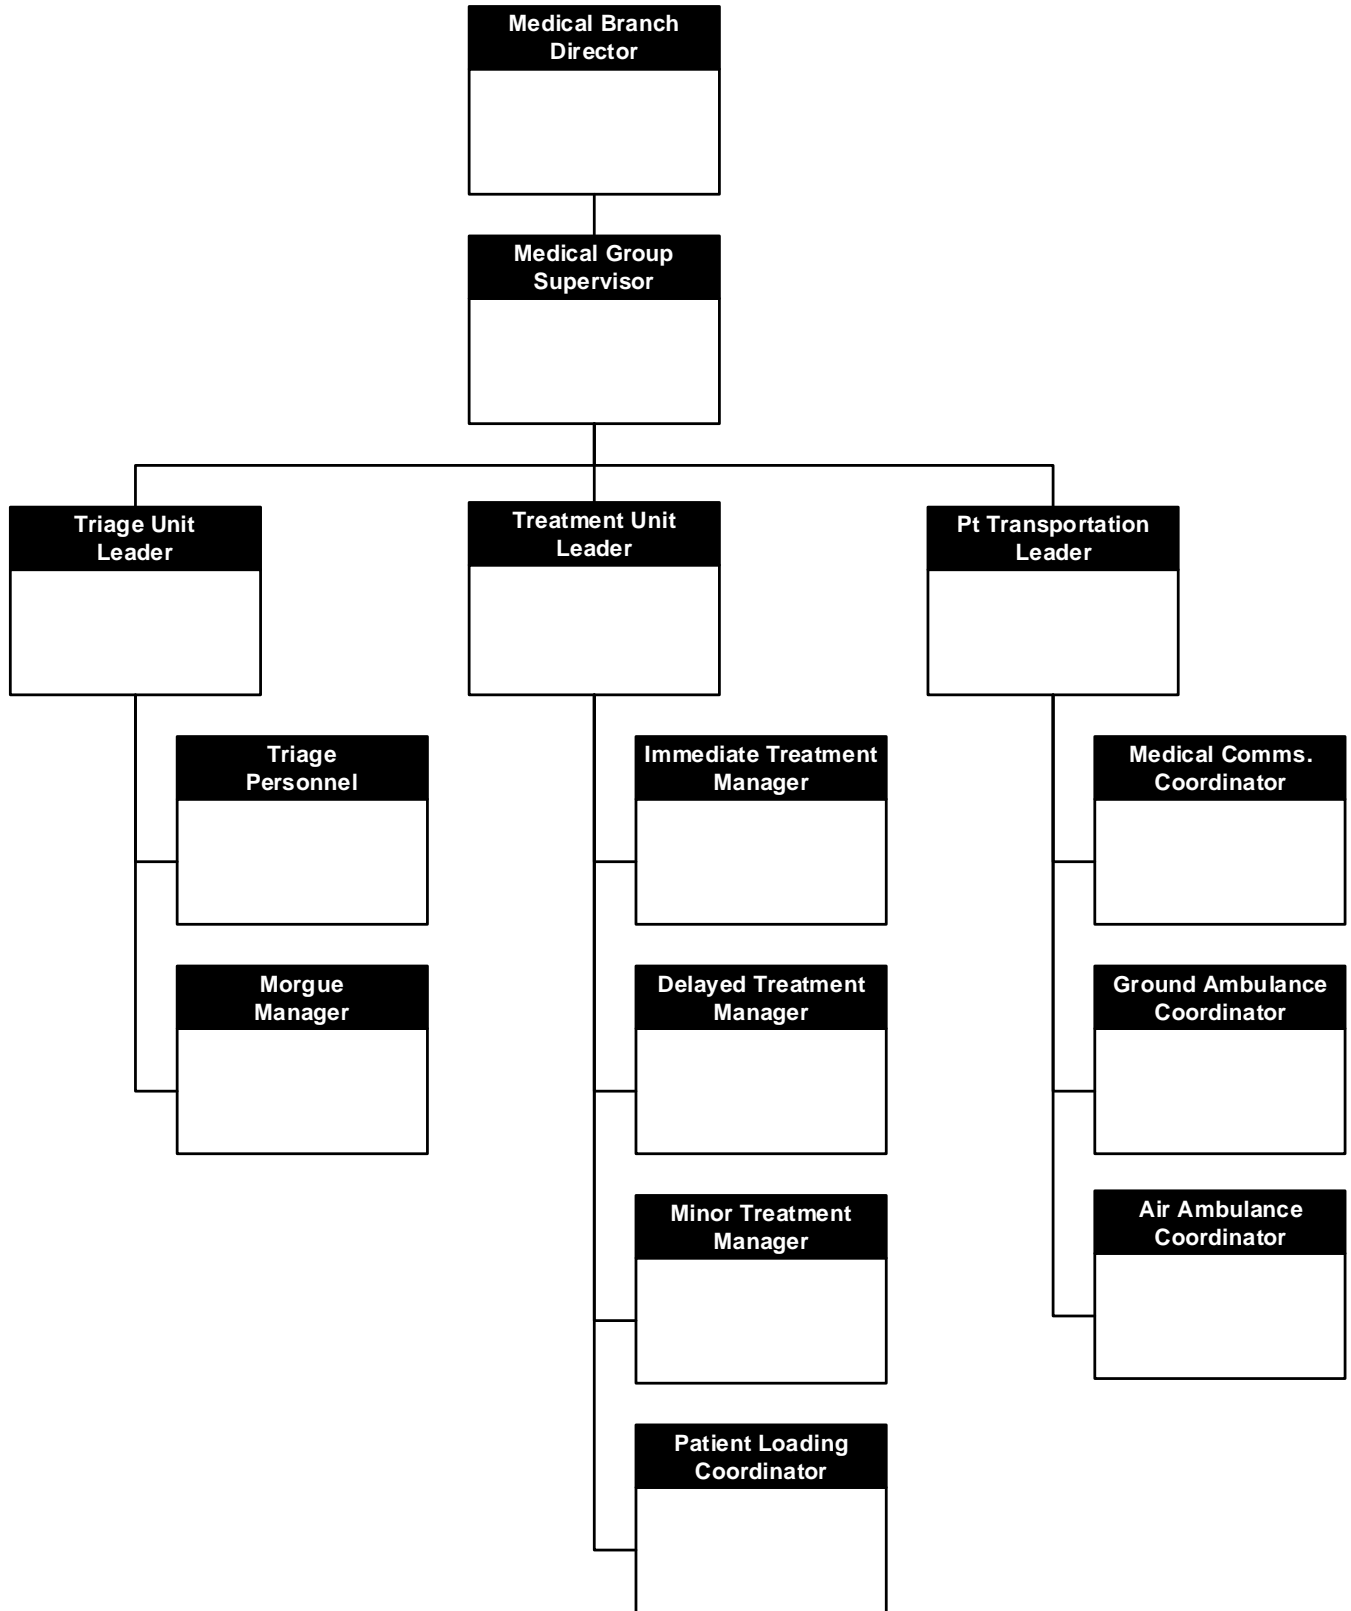 Medical Branch
Director
Medical Group
Supervisor
Triage Unit
Leader
Treatment Unit
Leader
Pt Transportation
Leader
Triage
Personnel
Immediate Treatment
Manager
Medical Comms.
Coordinator
Morgue
Manager
Delayed Treatment
Manager
Ground Ambulance
Coordinator
Minor Treatment
Manager
Air Ambulance
Coordinator
Patient Loading
Coordinator